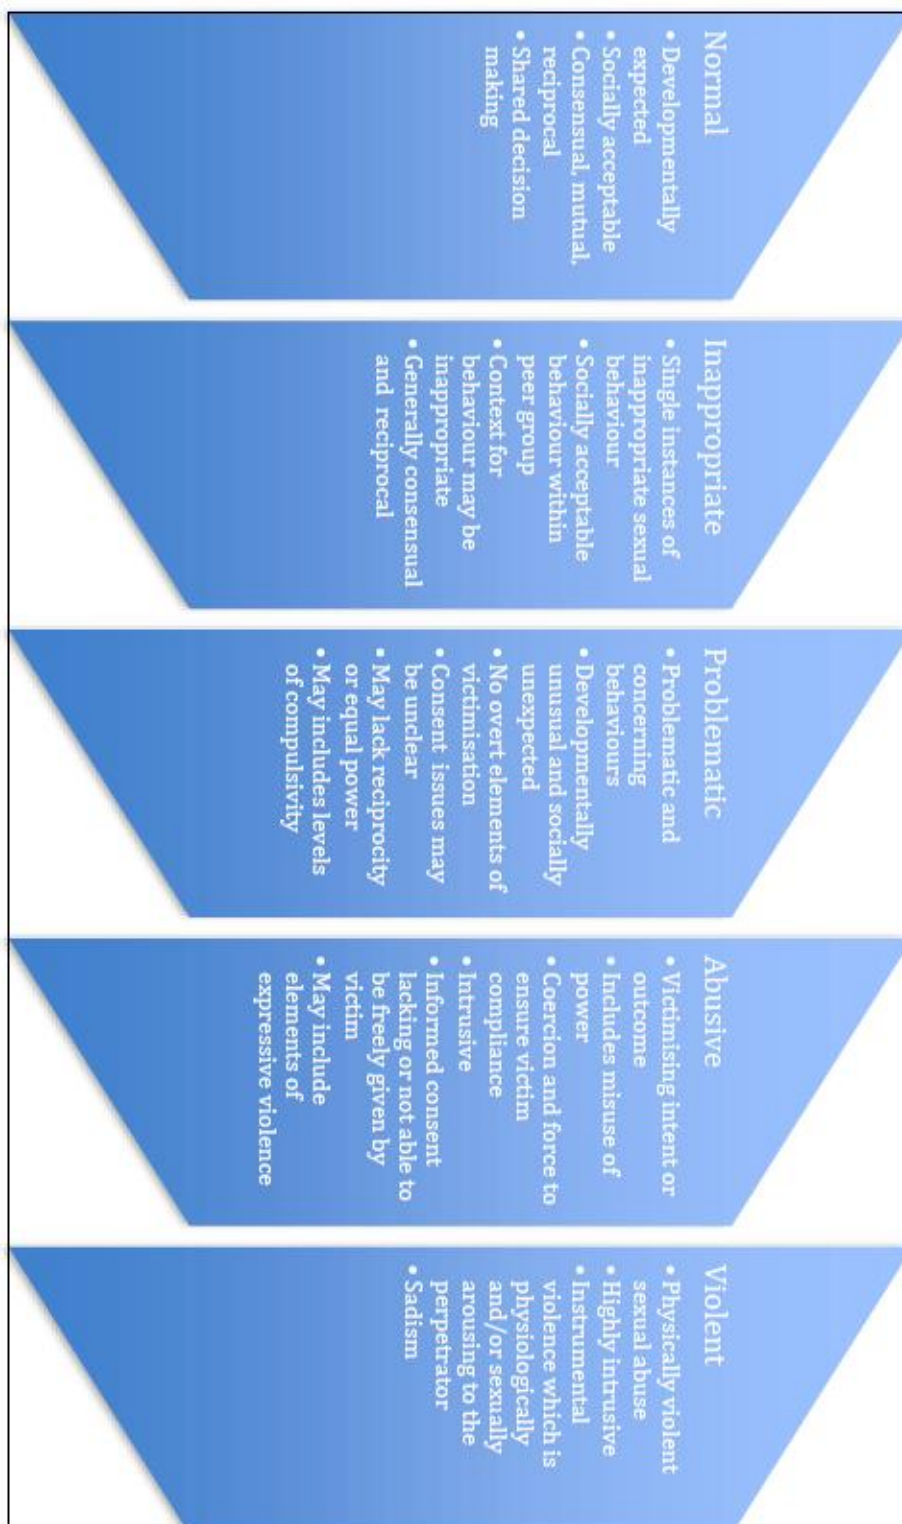 Normal
• Developmentally
expected
• Socially acceptable
• Consensual, mutual,
reciprocal
• Shared decision
making
Inappropriate
• Single instances of
inappropriate sexual
behaviour
• Socially acceptable
behaviour within
peer group
• Context for
behaviour may be
inappropriate
• Generally consensual
and reciprocal
Problematic
• Problematic and
concerning
behaviours
• Developmentally
unusual and socially
unexpected
• No overt elements of
victimisation
• Consent issues may
be unclear
• May lack reciprocity
or equal power
• May includes levels
of compulsivity
Abusive
• Victimising intent or
outcome
• Includes misuse of
power
• Coercion and force to
ensure victim
compliance
• Intrusive
• Informed consent
lacking or not able to
be freely given by
victim
• May include
elements of
expressive violence
Violent
• Physically violent
sexual abuse
• Highly intrusive
• Instrumental
violence which is
physiologically
and/or sexually
arousing to the
perpetrator
• Sadism